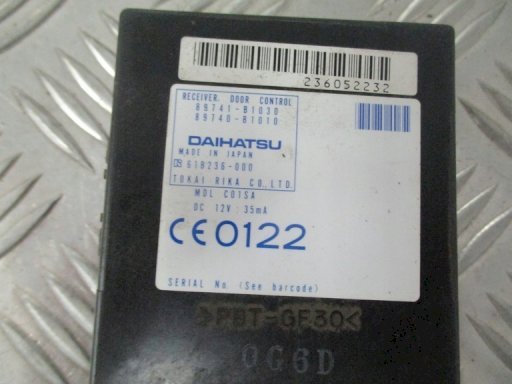 236052232
RECEIVER, DOOR CONTROL
89741-B1030
89740-B1010
DAIHATSU
MADE IN JAPAN
DS 618236-000
TOKAI RIKA CO., LTD.
MDL C01SA
DC 12V : 35mA
CE0122
SERIAL No. (See barcode)
>PBT-GF30<
0G6D